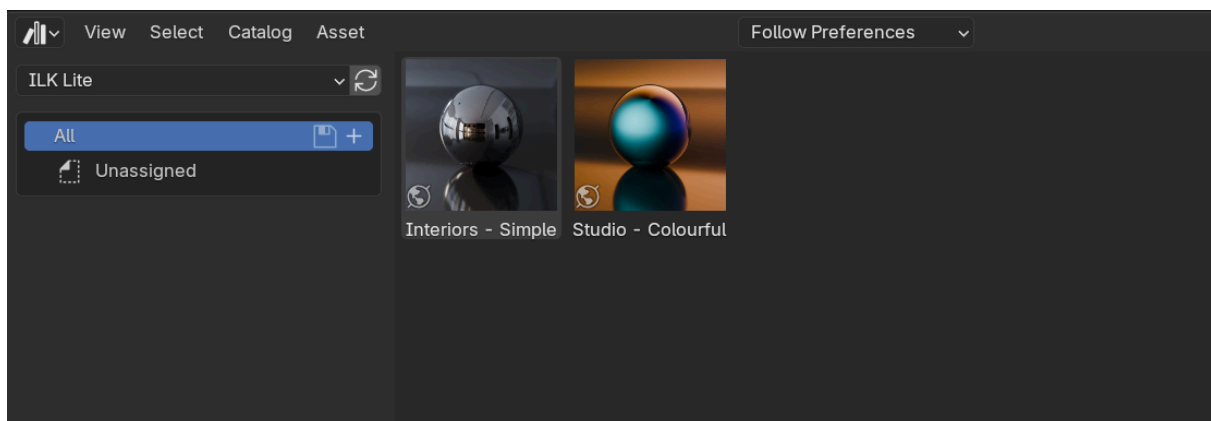 View Select Catalog Asset Follow Preferences
ILK Lite
All
Unassigned
Interiors - Simple Studio - Colourful